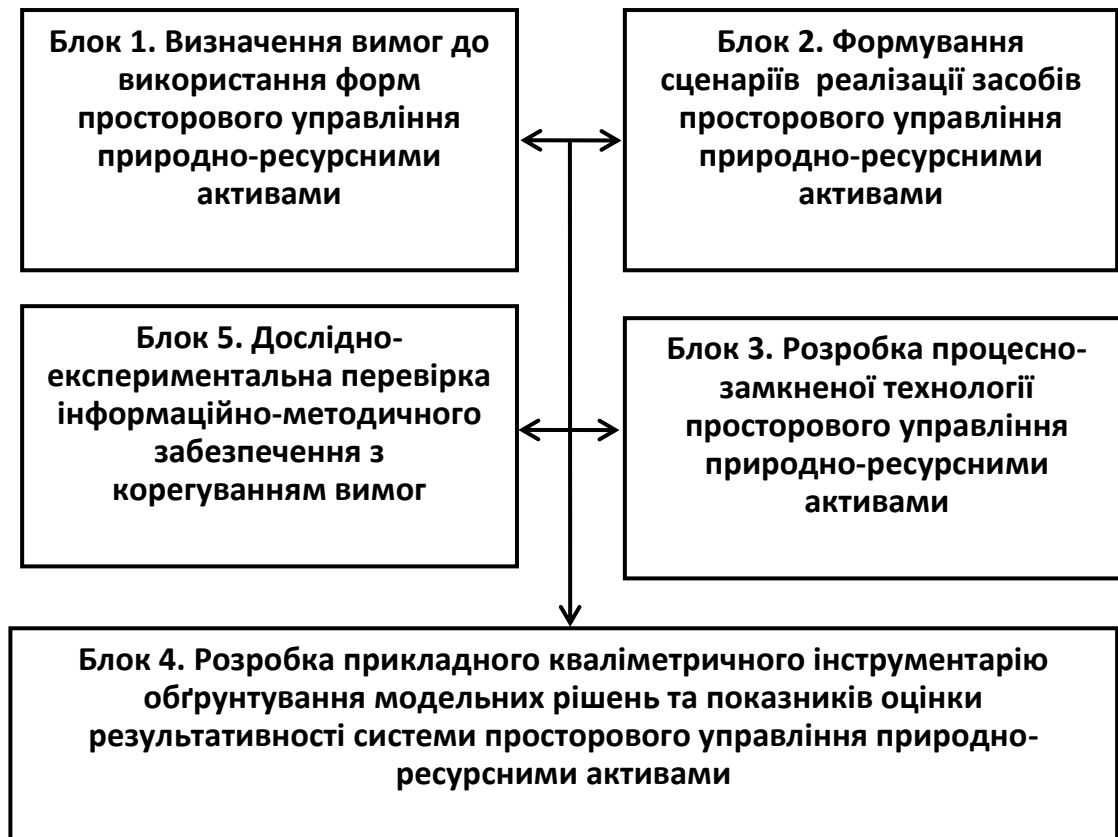 Блок 1. Визначення вимог до
використання форм
просторового управління
природно-ресурсними
активами
Блок 2. Формування
сценаріїв реалізації засобів
просторового управління
природно-ресурсними
активами
Блок 5. Дослідно-
експериментальна перевірка
інформаційно-методичного
забезпечення з
корегуванням вимог
Блок 3. Розробка процесно-
замкненої технології
просторового управління
природно-ресурсними
активами
Блок 4. Розробка прикладного кваліметричного інструментарію
обґрунтування модельних рішень та показників оцінки
результативності системи просторового управління природно-
ресурсними активами